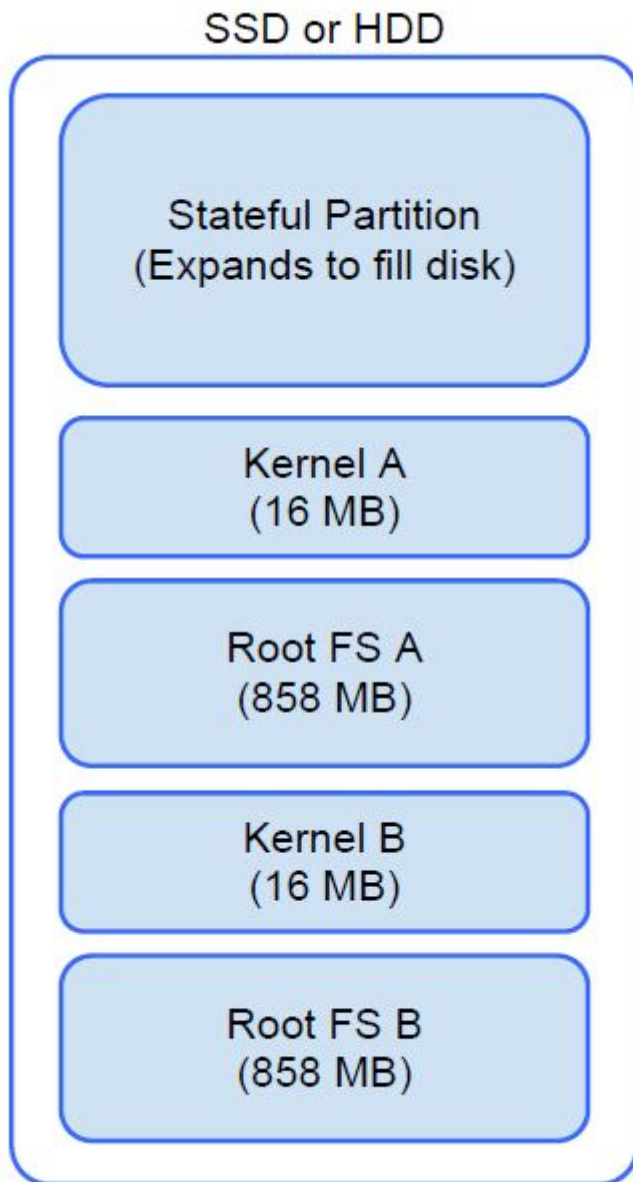 SSD or HDD
Stateful Partition
(Expands to fill disk)
Kernel A
(16 MB)
Root FS A
(858 MB)
Kernel B
(16 MB)
Root FS B
(858 MB)